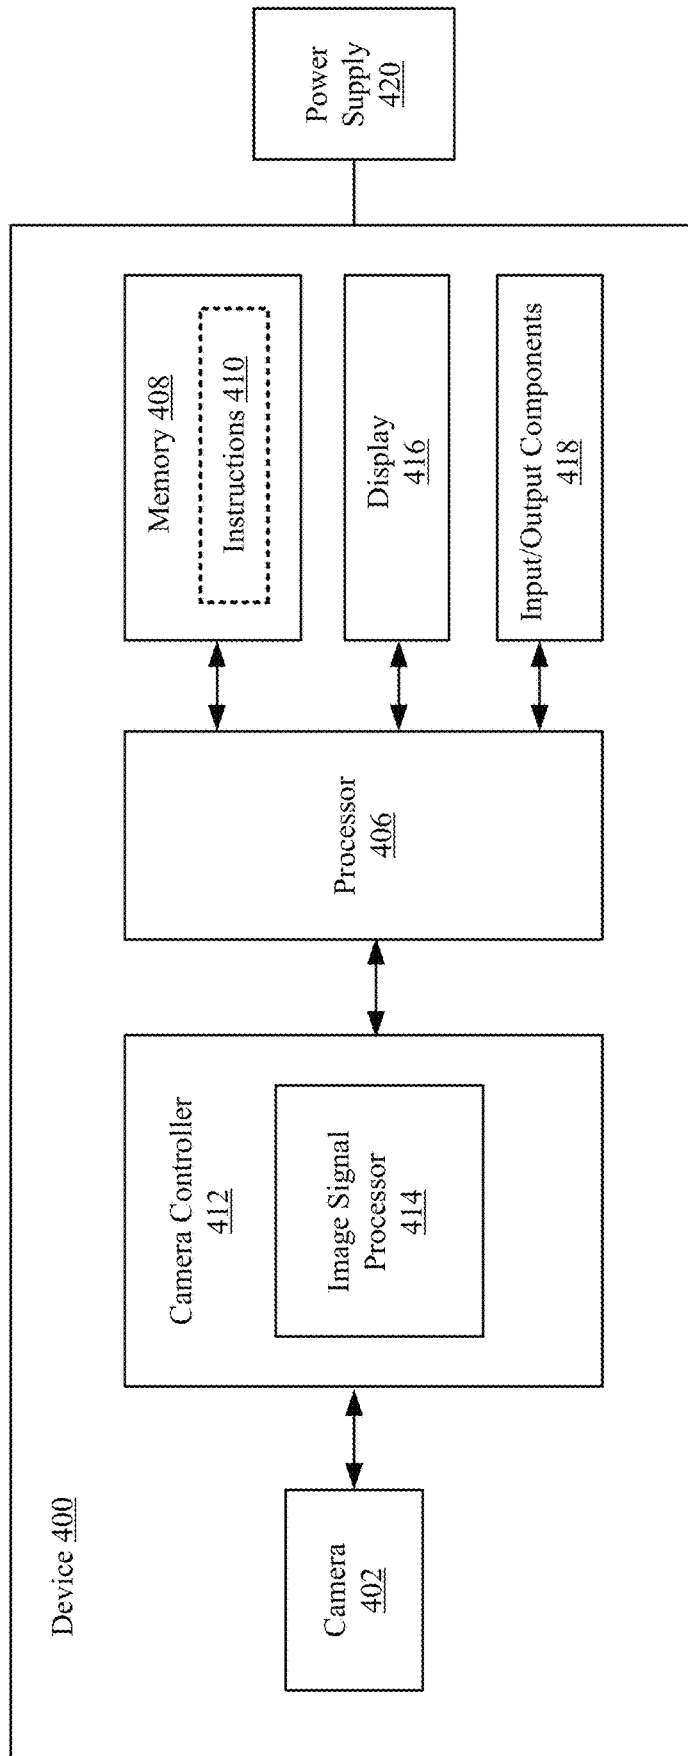 Device 400
Camera
402
Camera Controller
412
Image Signal
Processor
414
Processor
406
Memory 408
Instructions 410
Display
416
Input/Output Components
418
Power
Supply
420